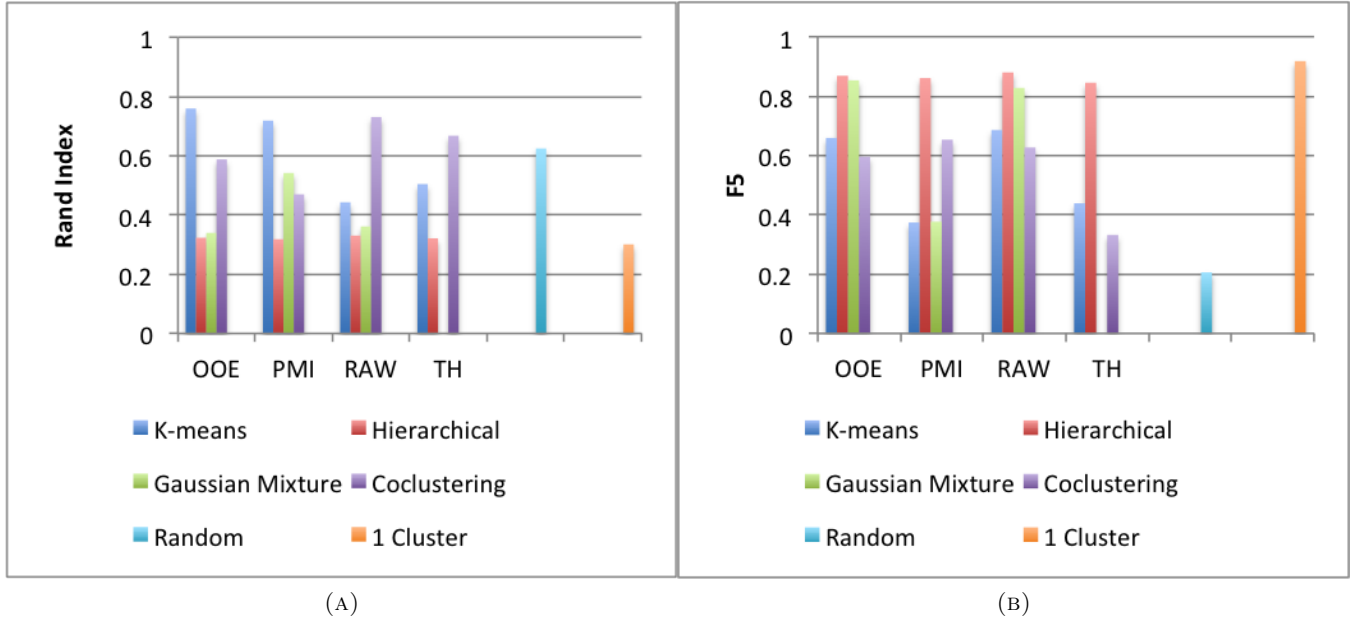 1
0.8
0.6
0.4
0.2
0
Rand Index
OOE PMI RAW TH
K-means Hierarchical
Gaussian Mixture Coclustering
Random 1 Cluster
(A)
1
0.8
0.6
0.4
0.2
0
F5
OOE PMI RAW TH
K-means Hierarchical
Gaussian Mixture Coclustering
Random 1 Cluster
(B)